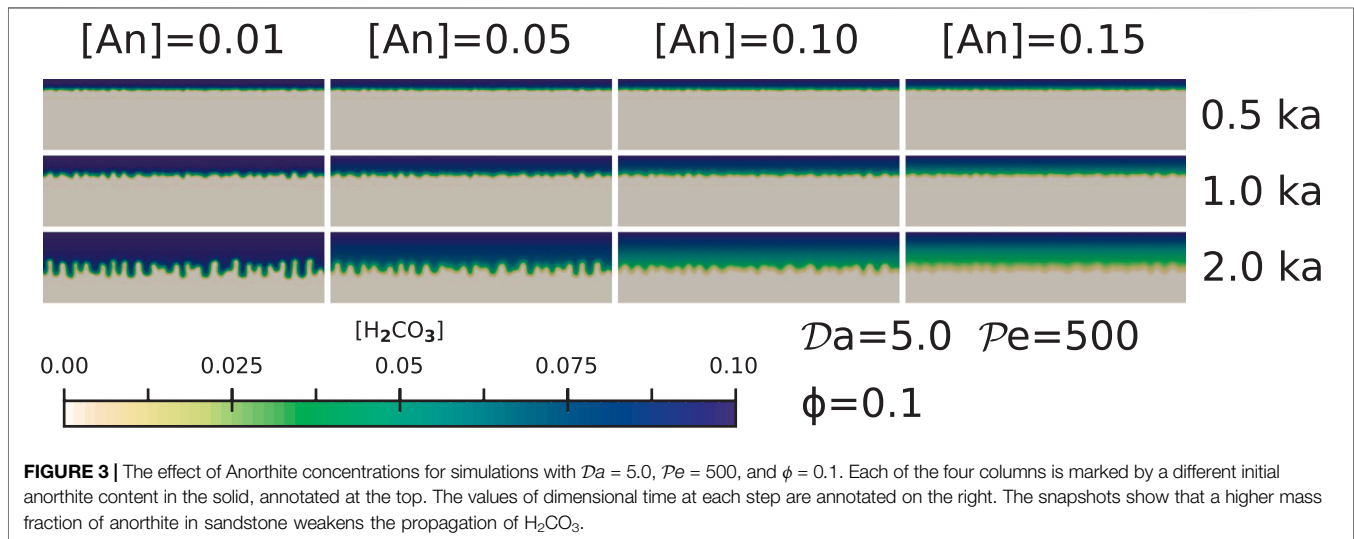 [An]=0.01 [An]=0.05 [An]=0.10 [An]=0.15
0.5 ka
1.0 ka
2.0 ka
[H₂CO₃]
0.00 0.025 0.05 0.075 0.10
𝒟a=5.0 𝒫e=500
ϕ=0.1
FIGURE 3 | The effect of Anorthite concentrations for simulations with 𝒟a = 5.0, 𝒫e = 500, and ϕ = 0.1. Each of the four columns is marked by a different initial
anorthite content in the solid, annotated at the top. The values of dimensional time at each step are annotated on the right. The snapshots show that a higher mass
fraction of anorthite in sandstone weakens the propagation of H₂CO₃.